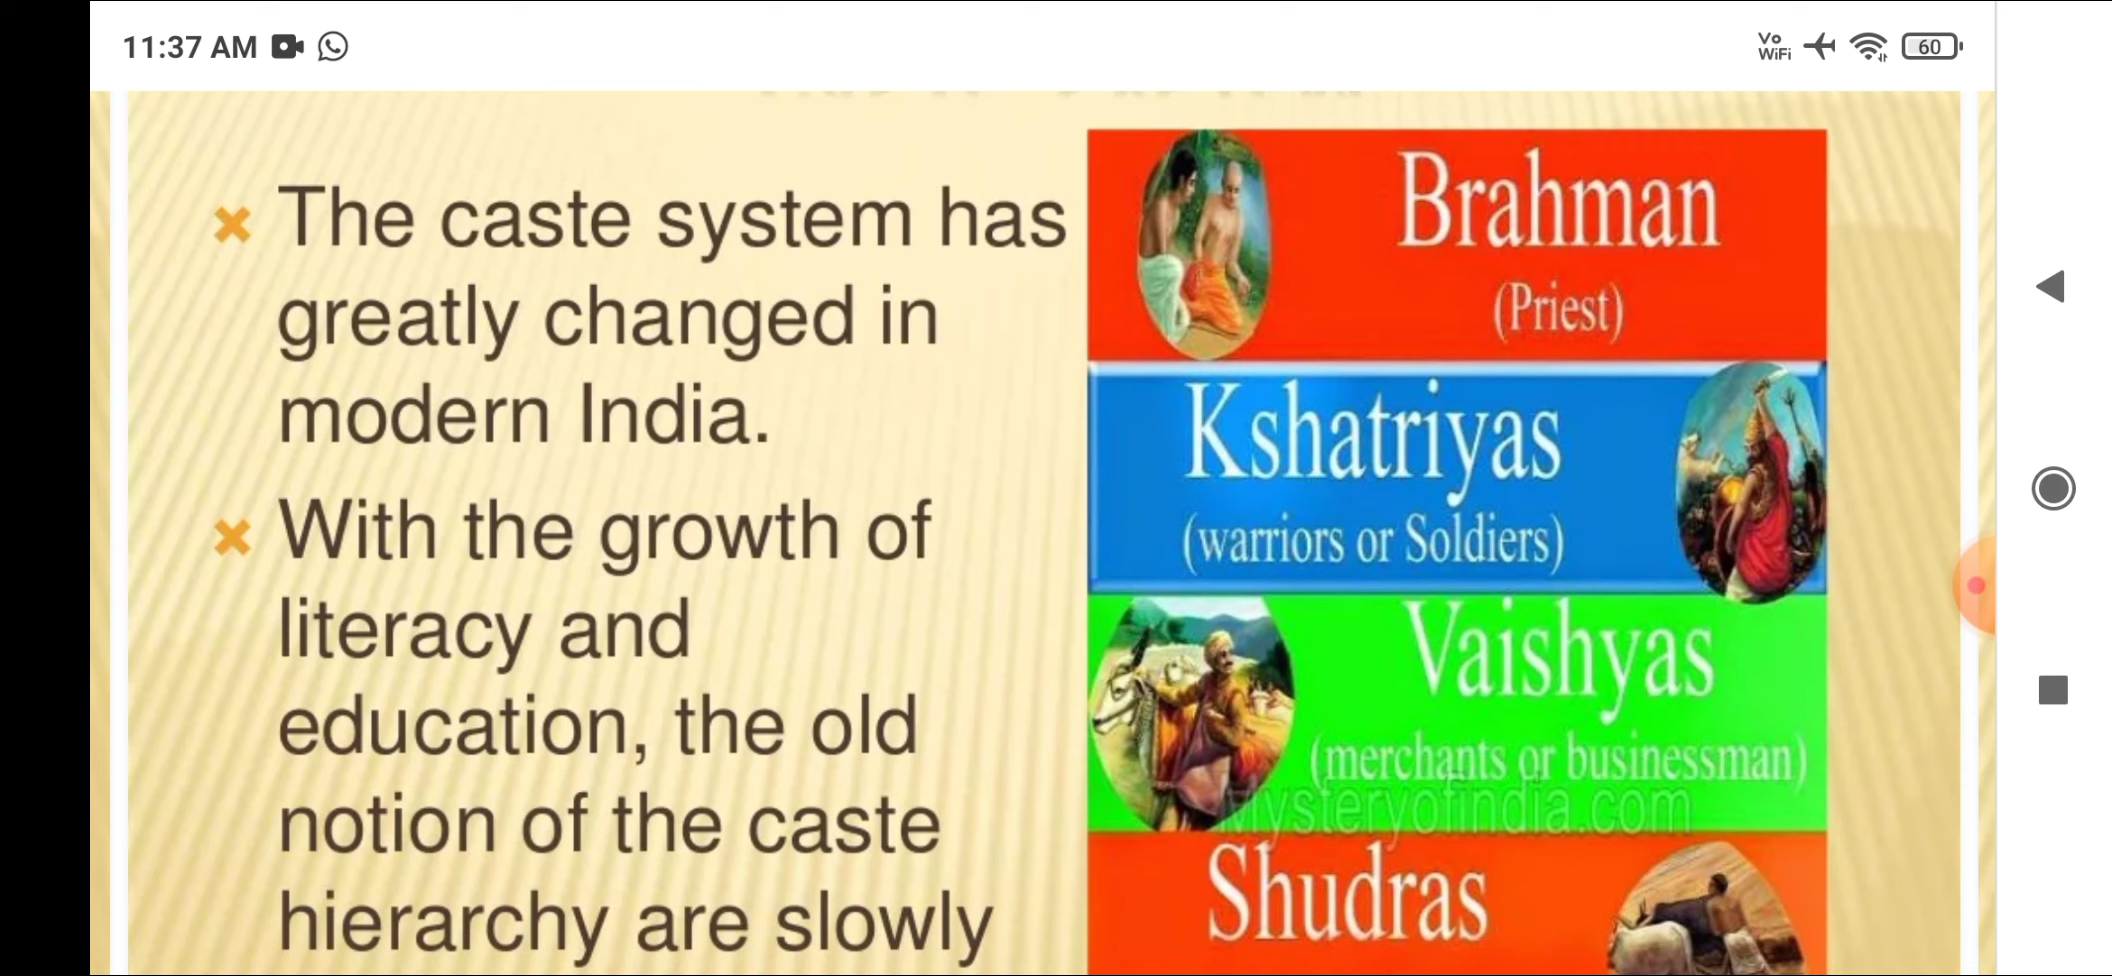 11:37 AM
Vo
WiFi
60
The caste system has
greatly changed in
modern India.
With the growth of
literacy and
education, the old
notion of the caste
hierarchy are slowly
Brahman
(Priest)
Kshatriyas
(warriors or Soldiers)
Vaishyas
(merchants or businessman)
Mysteryofindia.com
Shudras